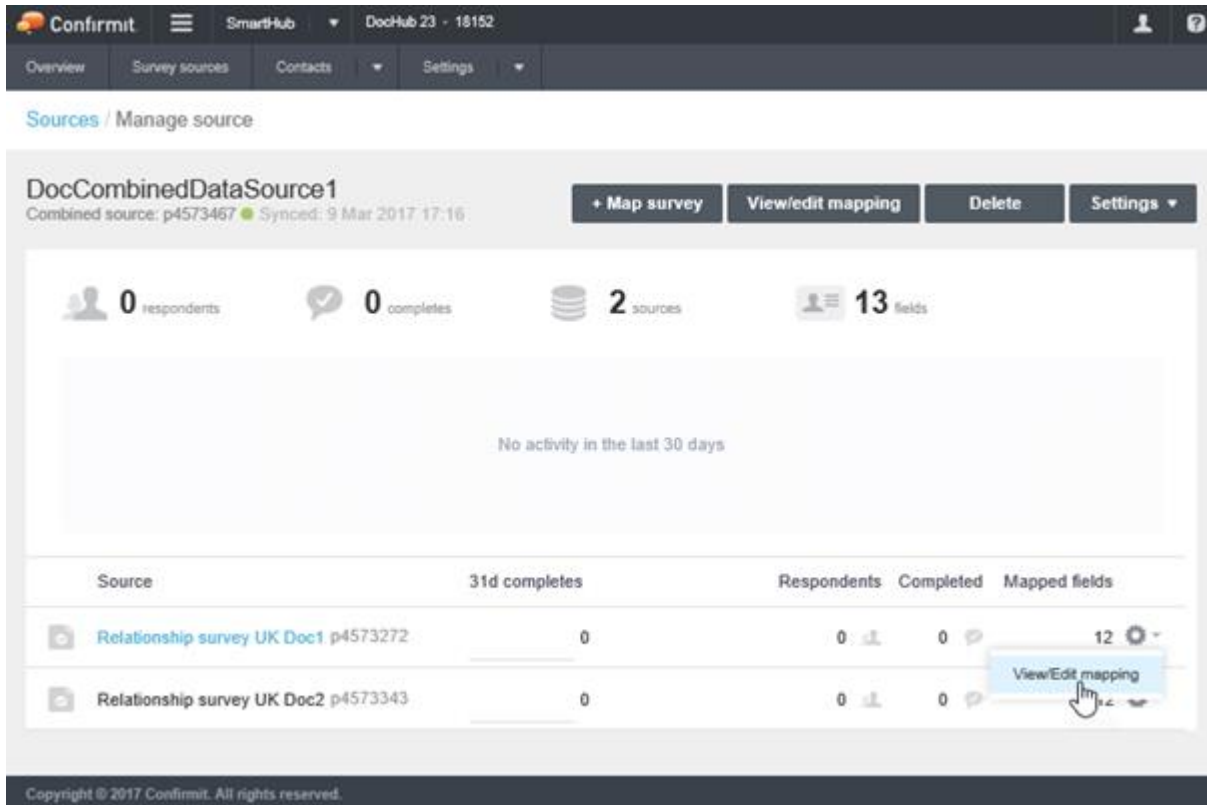 Confirmit SmartHub DocHub 23 - 18152
Overview Survey sources Contacts Settings
Sources / Manage source
DocCombinedDataSource1
Combined source: p4573467 Synced: 9 Mar 2017 17:16
+ Map survey View/edit mapping Delete Settings
0 respondents 0 completes 2 sources 13 fields
No activity in the last 30 days
Source 31d completes Respondents Completed Mapped fields
Relationship survey UK Doc1 p4573272 0 0 0 12
View/Edit mapping
Relationship survey UK Doc2 p4573343 0 0 0
Copyright © 2017 Confirmit. All rights reserved.